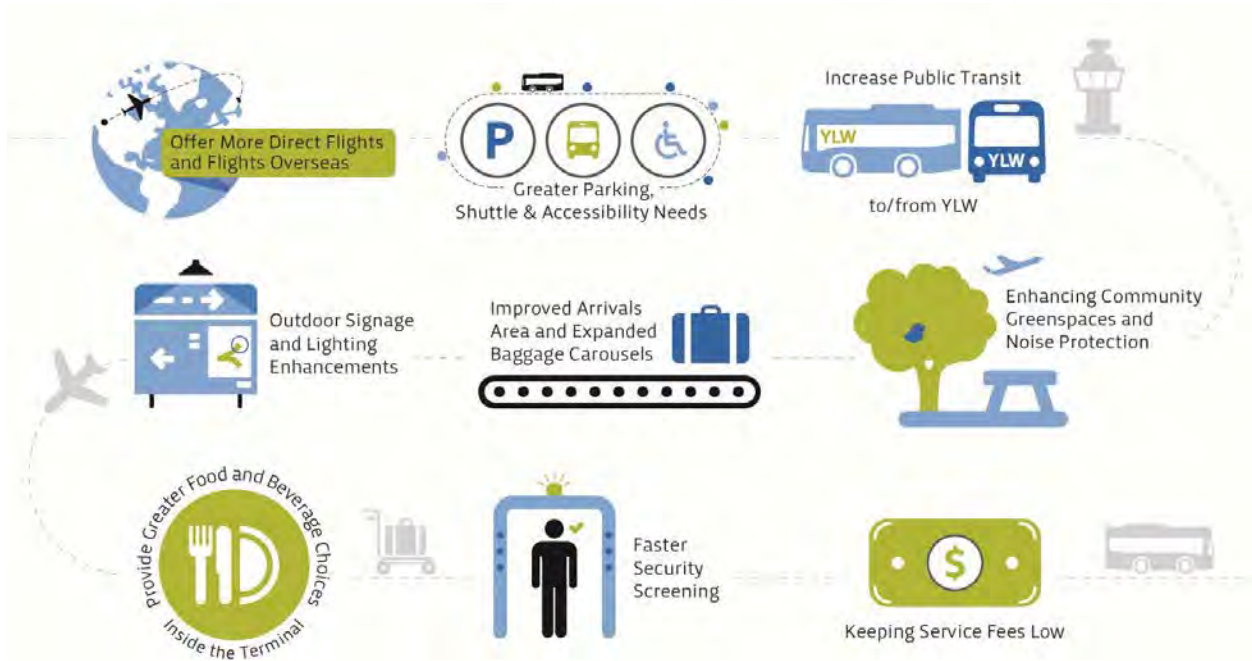 Offer More Direct Flights
and Flights Overseas
P
Greater Parking,
Shuttle & Accessibility Needs
Increase Public Transit
YLW
YLW
to/from YLW
Outdoor Signage
and Lighting
Enhancements
Improved Arrivals
Area and Expanded
Baggage Carousels
Enhancing Community
Greenspaces and
Noise Protection
Provide Greater Food and Beverage Choices
Inside the Terminal
Faster
Security
Screening
$
Keeping Service Fees Low